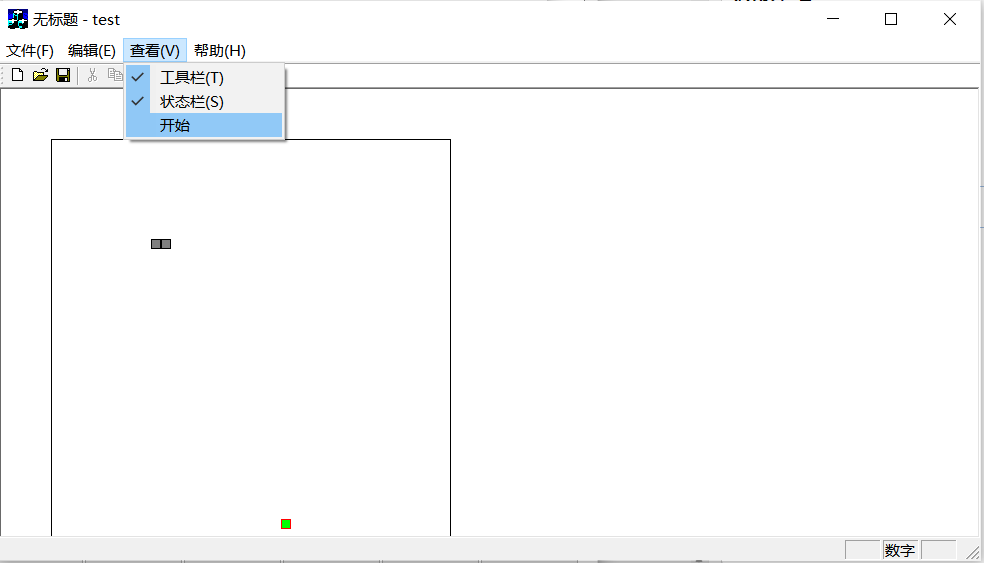 无标题 - test
文件(F) 编辑(E) 查看(V) 帮助(H)
工具栏(T)
状态栏(S)
开始
数字